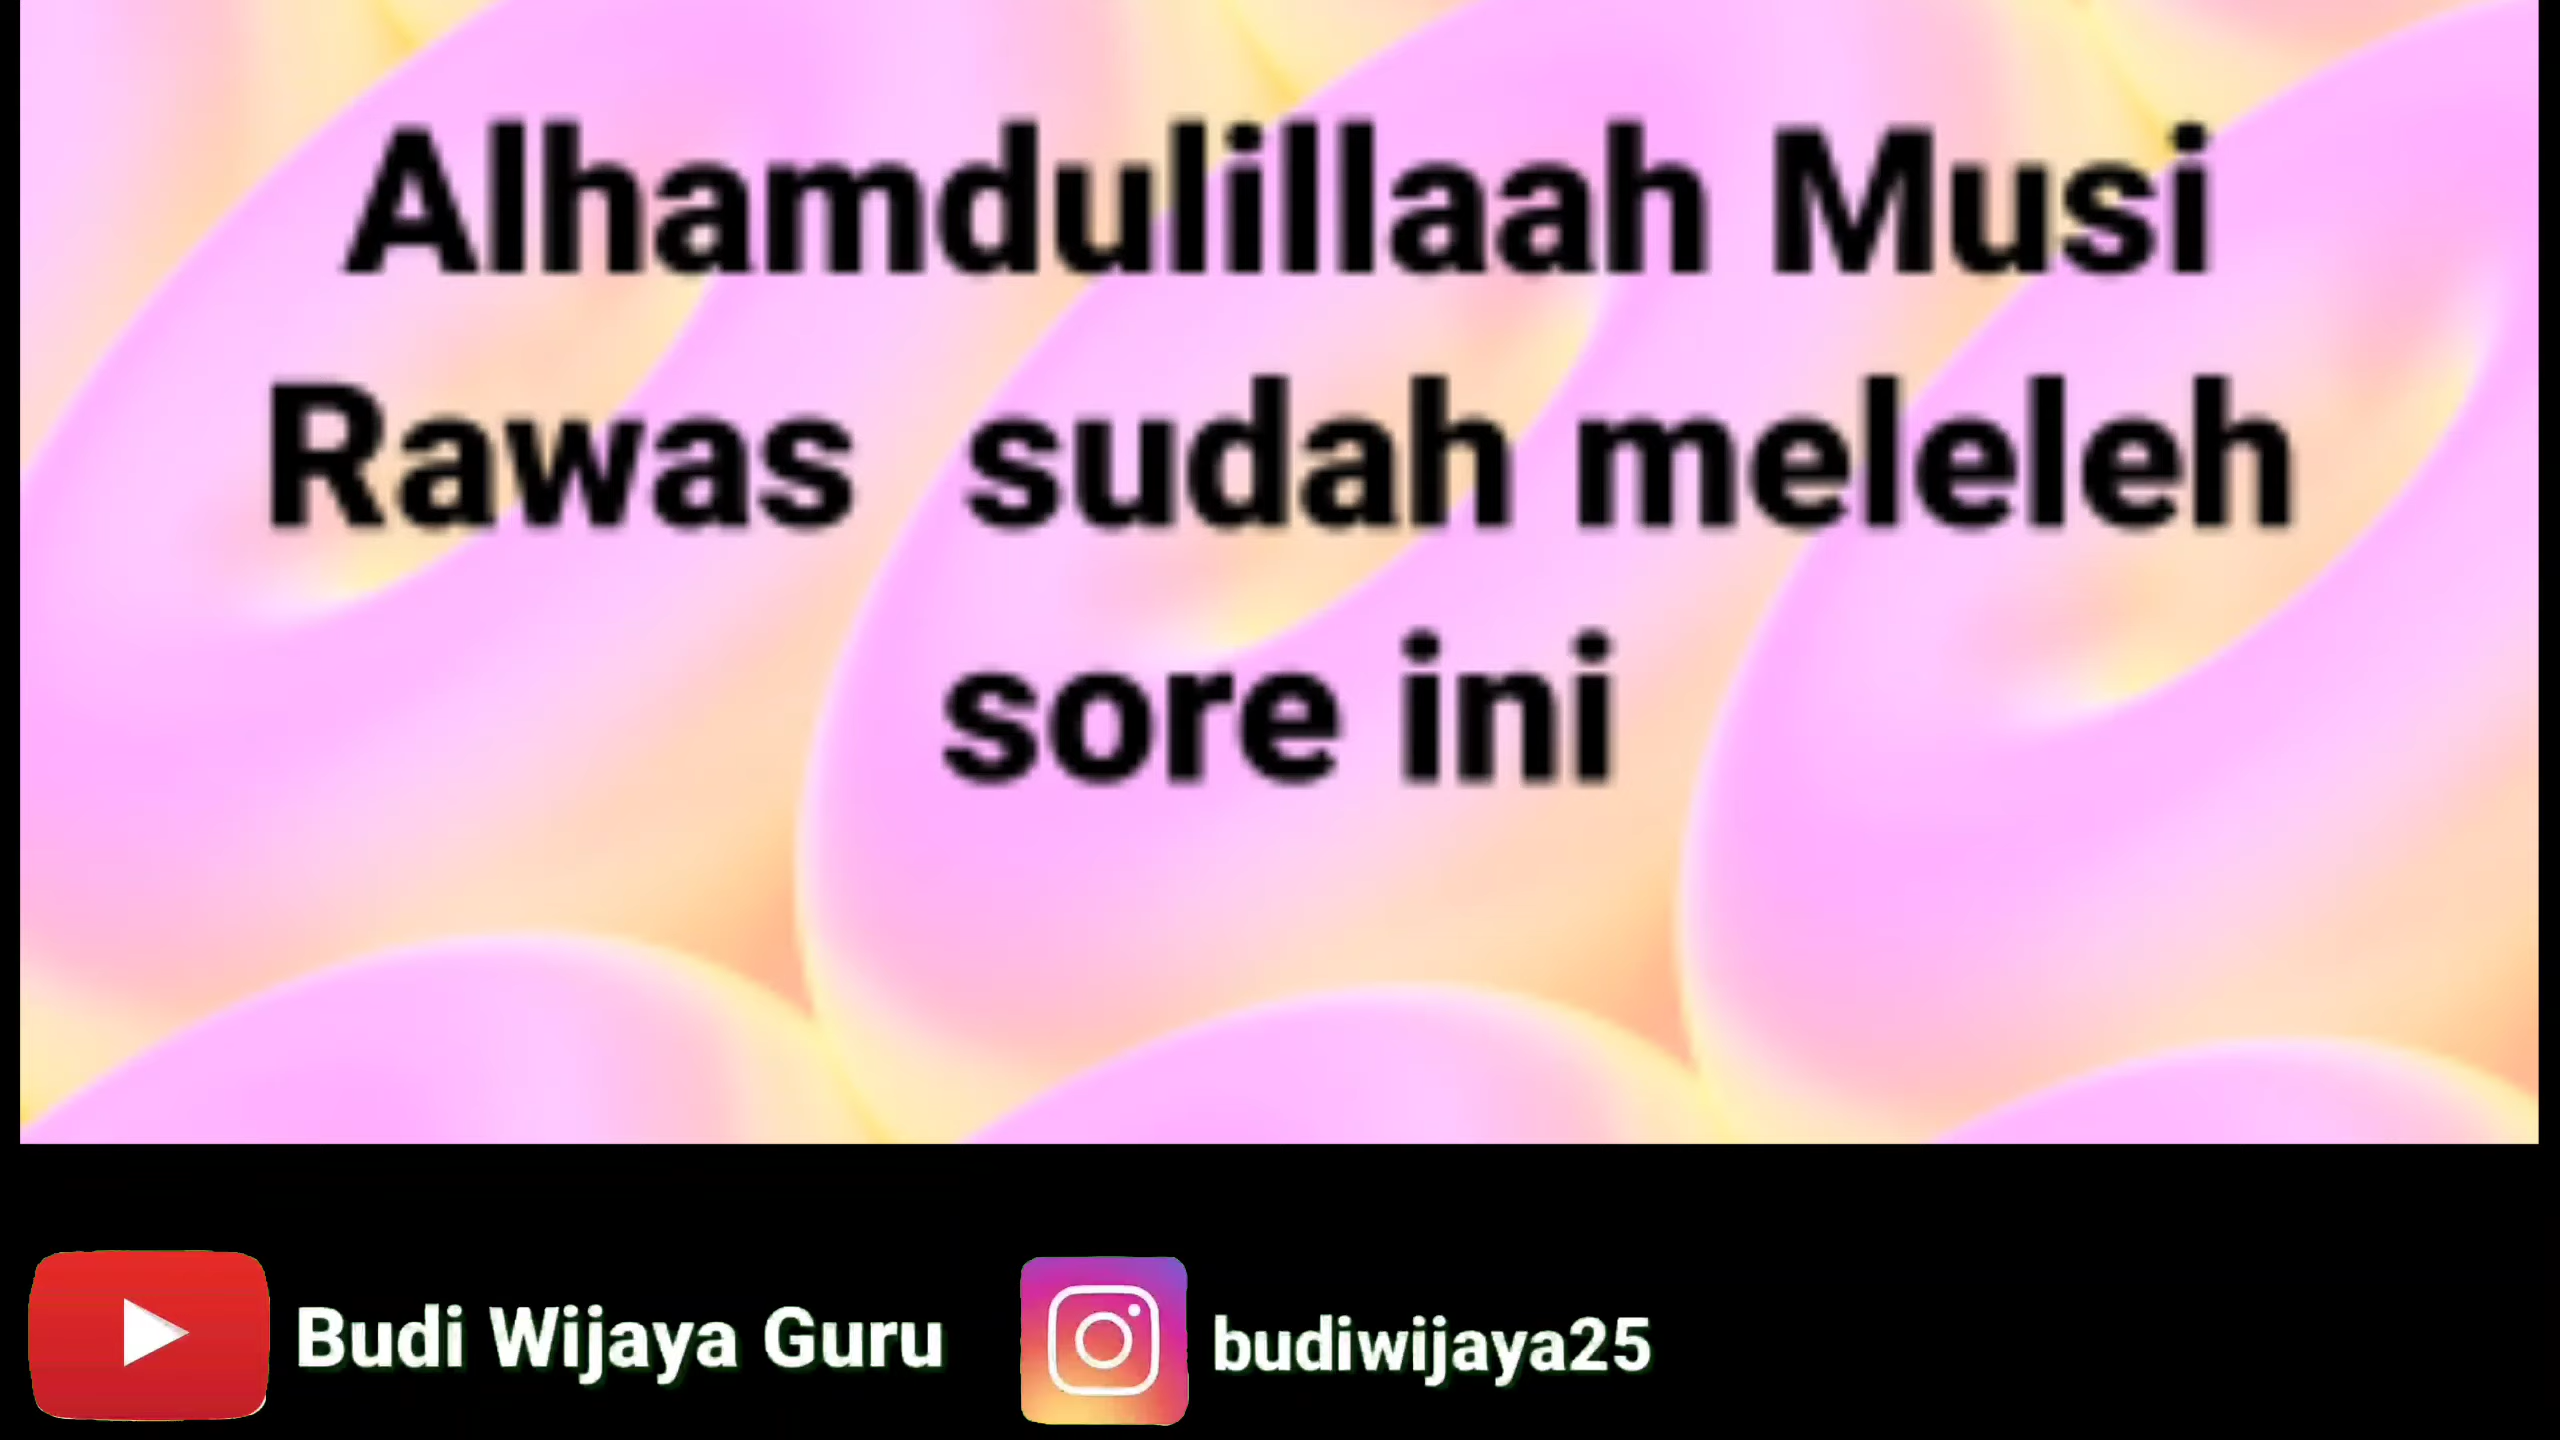 Alhamdulillaah Musi
Rawas  sudah meleleh
sore ini
Budi Wijaya Guru
budiwijaya25